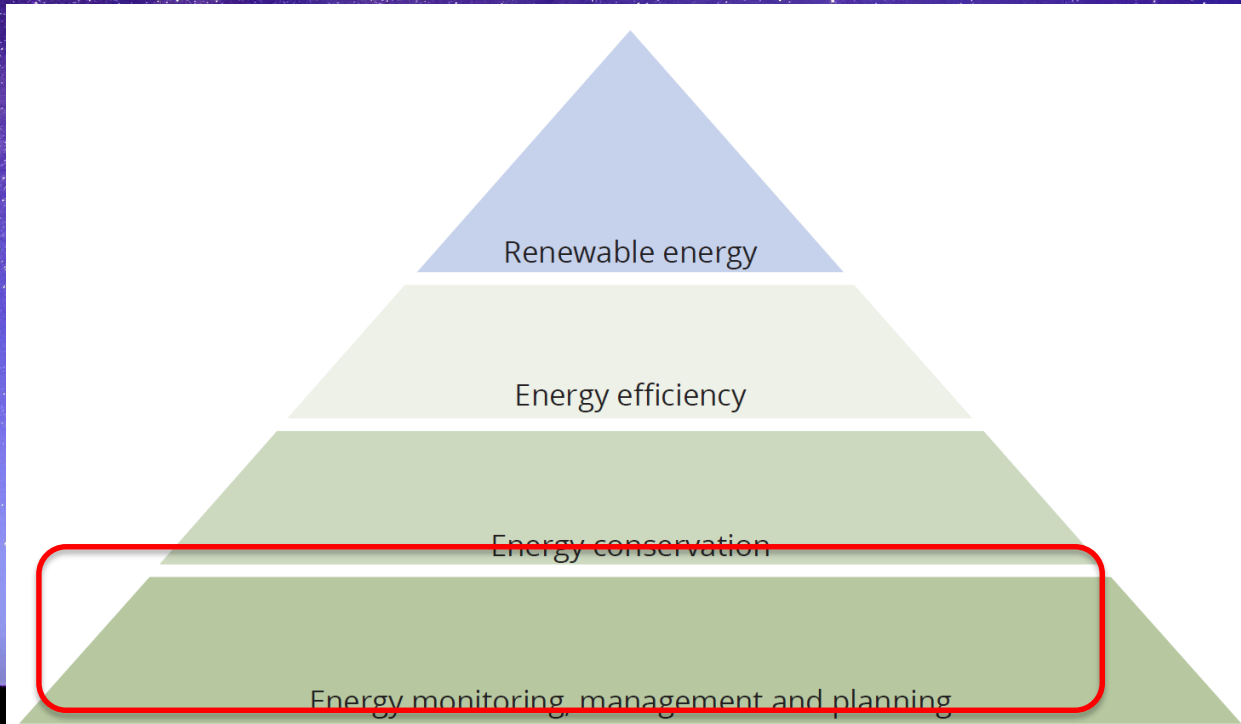 Renewable energy
Energy efficiency
Energy conservation
Energy monitoring, management and planning